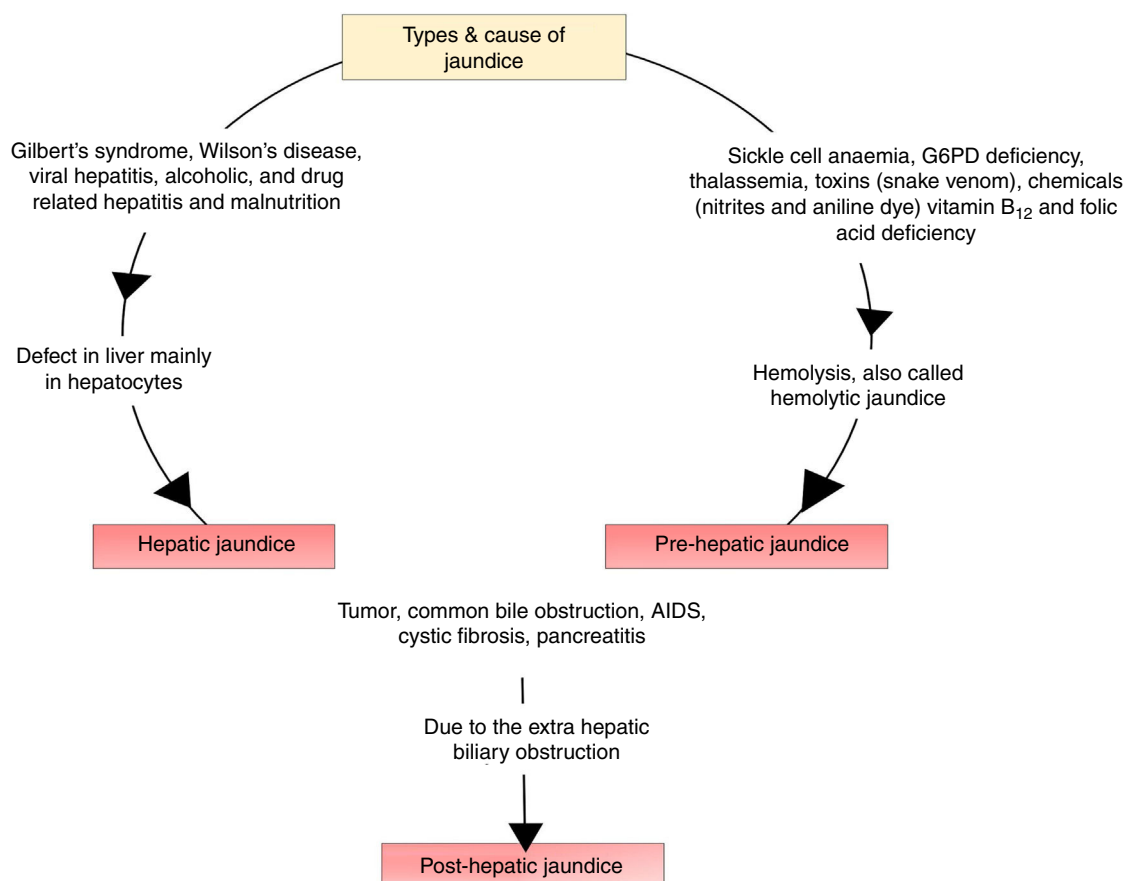 Types & cause of
jaundice
Gilbert's syndrome, Wilson's disease,
viral hepatitis, alcoholic, and drug
related hepatitis and malnutrition
Defect in liver mainly
in hepatocytes
Hepatic jaundice
Sickle cell anaemia, G6PD deficiency,
thalassemia, toxins (snake venom), chemicals
(nitrites and aniline dye) vitamin B12 and folic
acid deficiency
Hemolysis, also called
hemolytic jaundice
Pre-hepatic jaundice
Tumor, common bile obstruction, AIDS,
cystic fibrosis, pancreatitis
Due to the extra hepatic
biliary obstruction
Post-hepatic jaundice